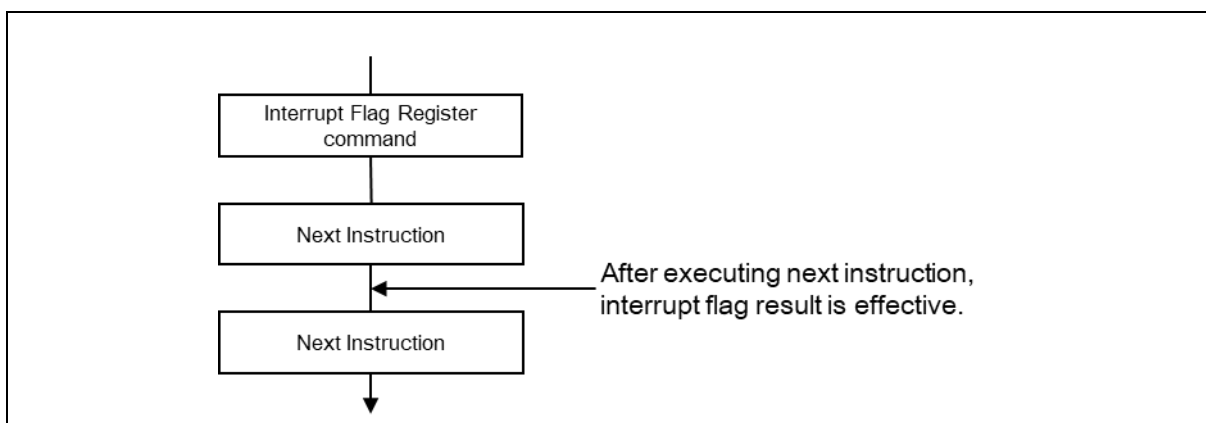 Interrupt Flag Register
command
Next Instruction
After executing next instruction,
interrupt flag result is effective.
Next Instruction